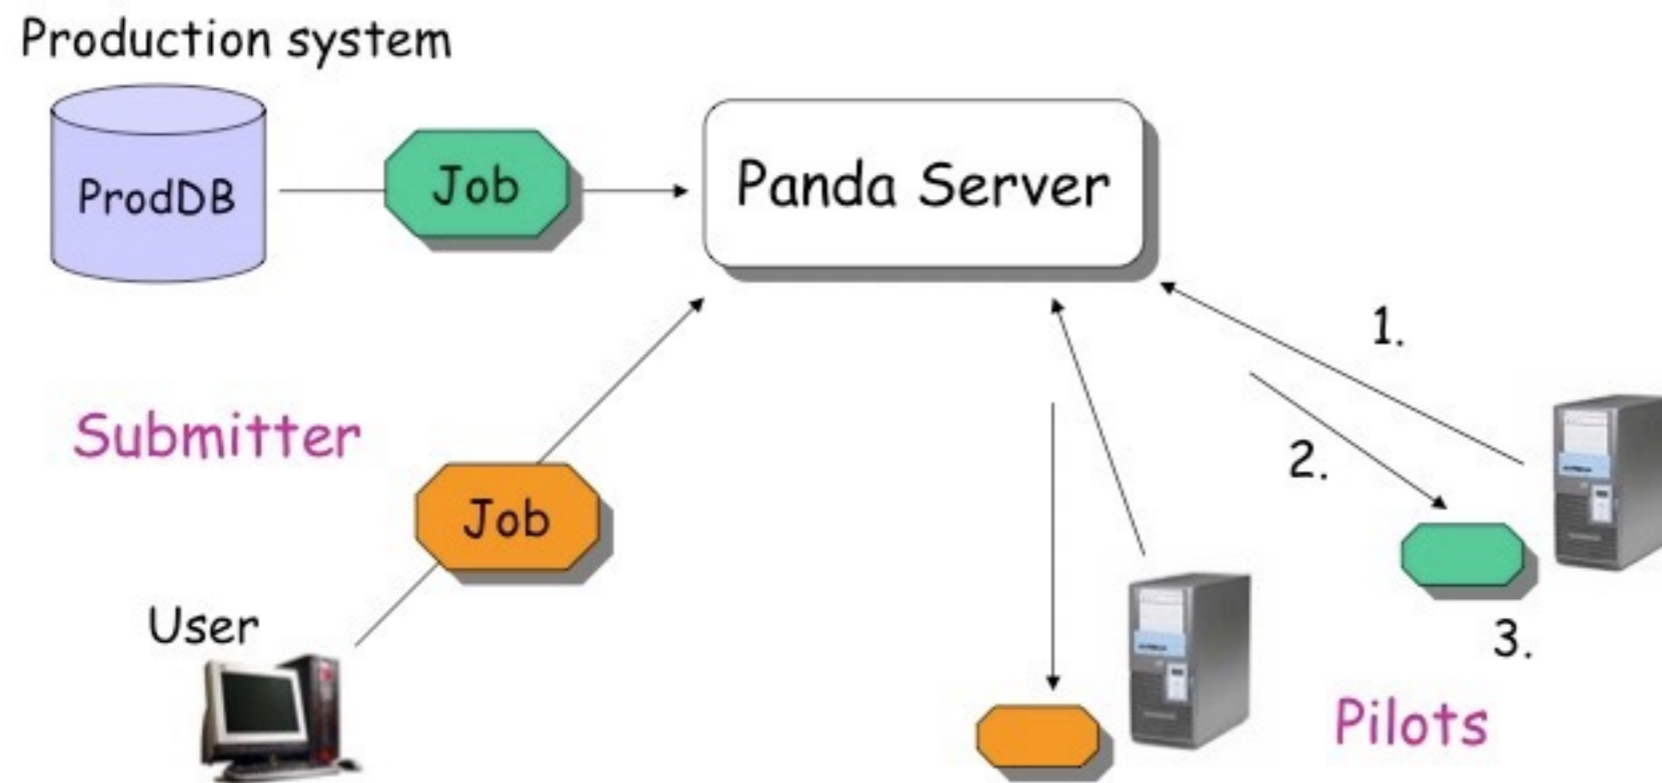 Production system
ProdDB
Job
Panda Server
1.
Submitter
2.
Job
User
3.
Pilots